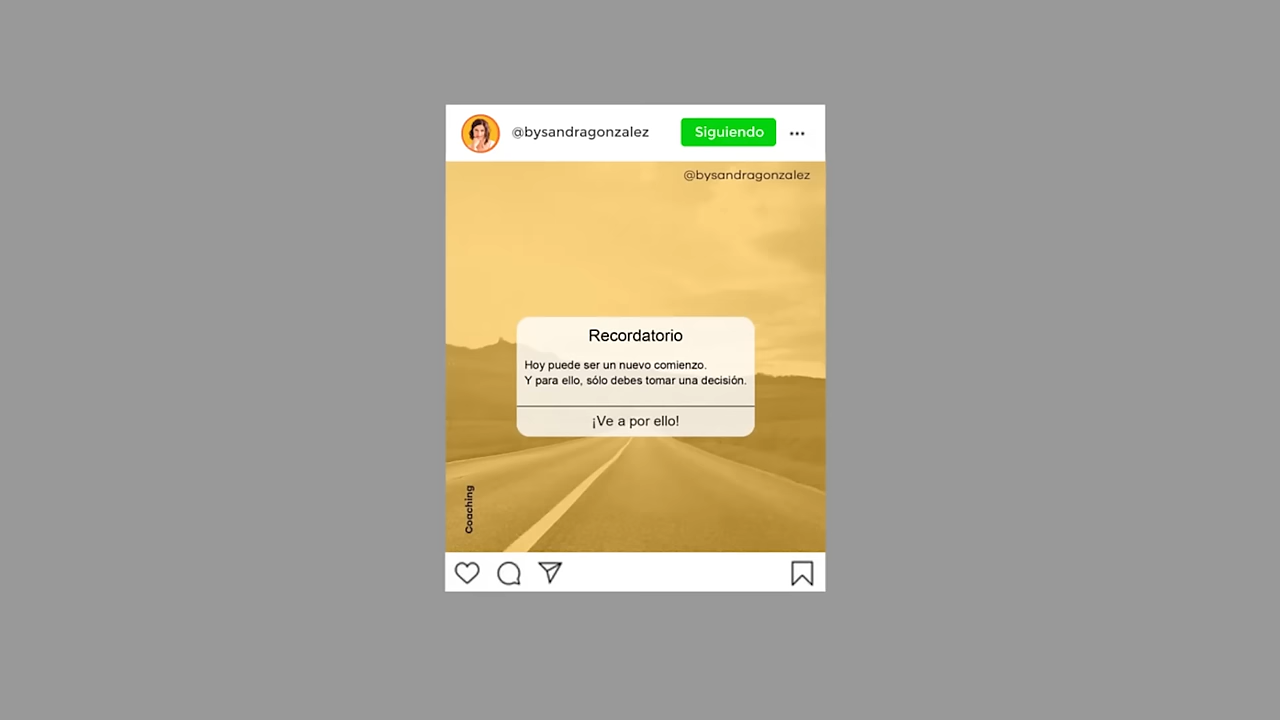 @bysandragonzalez
Siguiendo
@bysandragonzalez
Recordatorio
Hoy puede ser un nuevo comienzo.
Y para ello, sólo debes tomar una decisión.
¡Ve a por ello!
Coaching